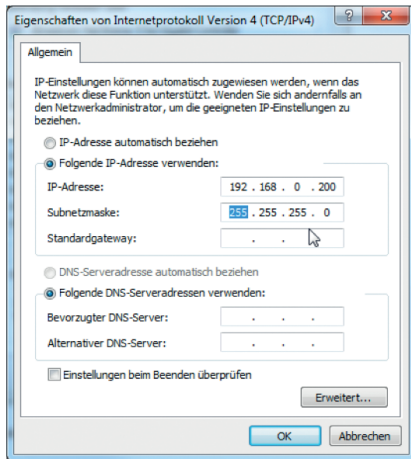 Eigenschaften von Internetprotokoll Version 4 (TCP/IPv4)
Allgemein
IP-Einstellungen können automatisch zugewiesen werden, wenn das
Netzwerk diese Funktion unterstützt. Wenden Sie sich andernfalls an
den Netzwerkadministrator, um die geeigneten IP-Einstellungen zu
beziehen.
IP-Adresse automatisch beziehen
Folgende IP-Adresse verwenden:
IP-Adresse: 192 . 168 . 0 . 200
Subnetzmaske: 255 . 255 . 255 . 0
Standardgateway: . . .
DNS-Serveradresse automatisch beziehen
Folgende DNS-Serveradressen verwenden:
Bevorzugter DNS-Server: . . .
Alternativer DNS-Server: . . .
Einstellungen beim Beenden überprüfen
Erweitert...
OK Abbrechen